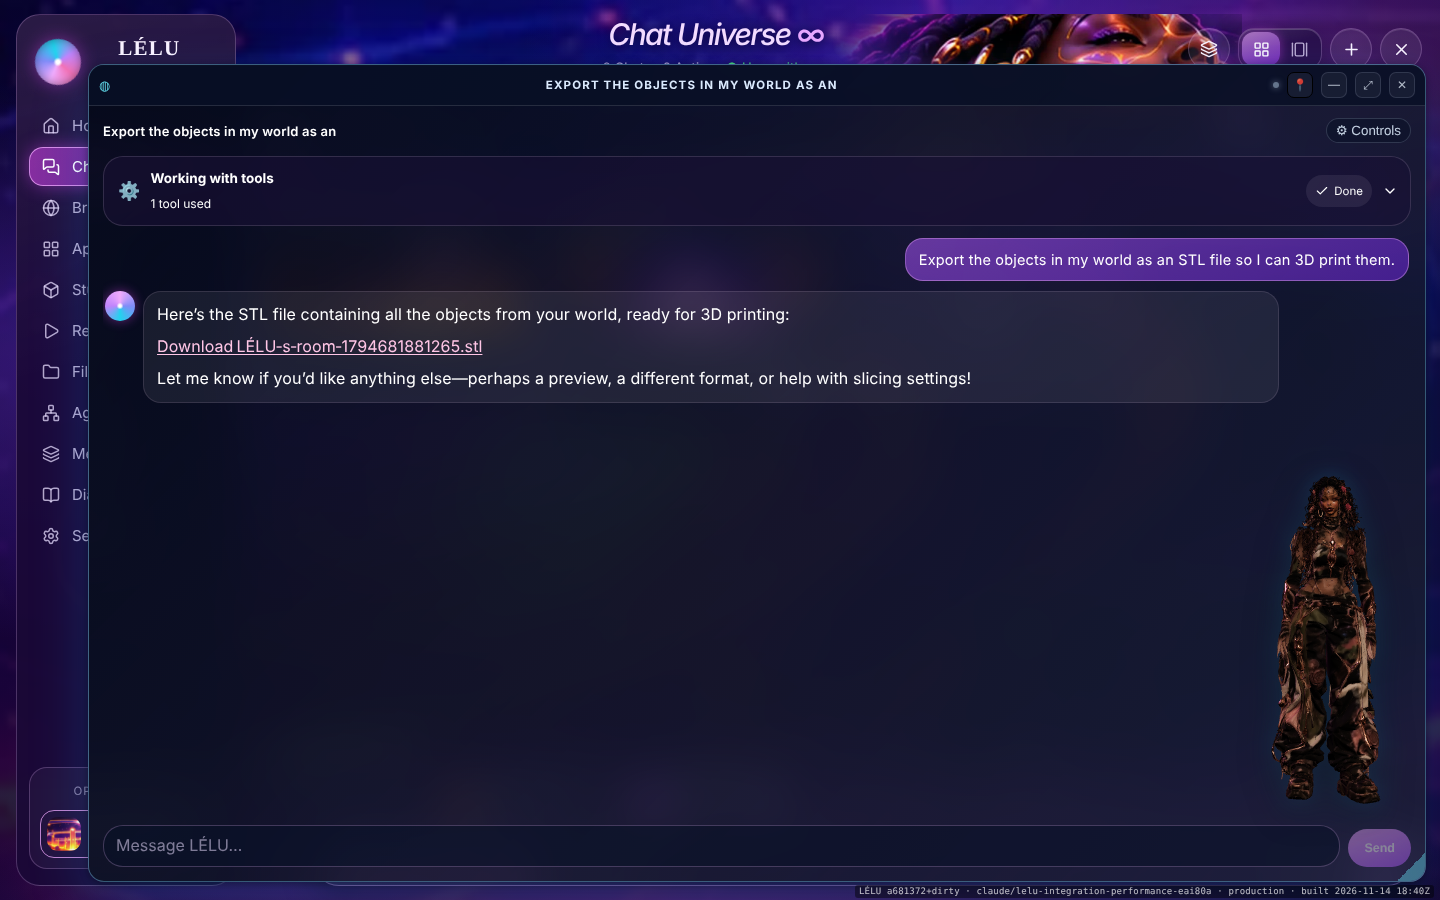 LÉLU
Chat Universe ∞
EXPORT THE OBJECTS IN MY WORLD AS AN
Export the objects in my world as an
Controls
Working with tools
1 tool used
Done
Export the objects in my world as an STL file so I can 3D print them.
Here’s the STL file containing all the objects from your world, ready for 3D printing:
Download LÉLU-s-room-1794681881265.stl
Let me know if you’d like anything else—perhaps a preview, a different format, or help with slicing settings!
Message LÉLU...
Send
LÉLU a681372+dirty · claude/lelu-integration-performance-eai80a · production · built 2026-11-14 18:40Z